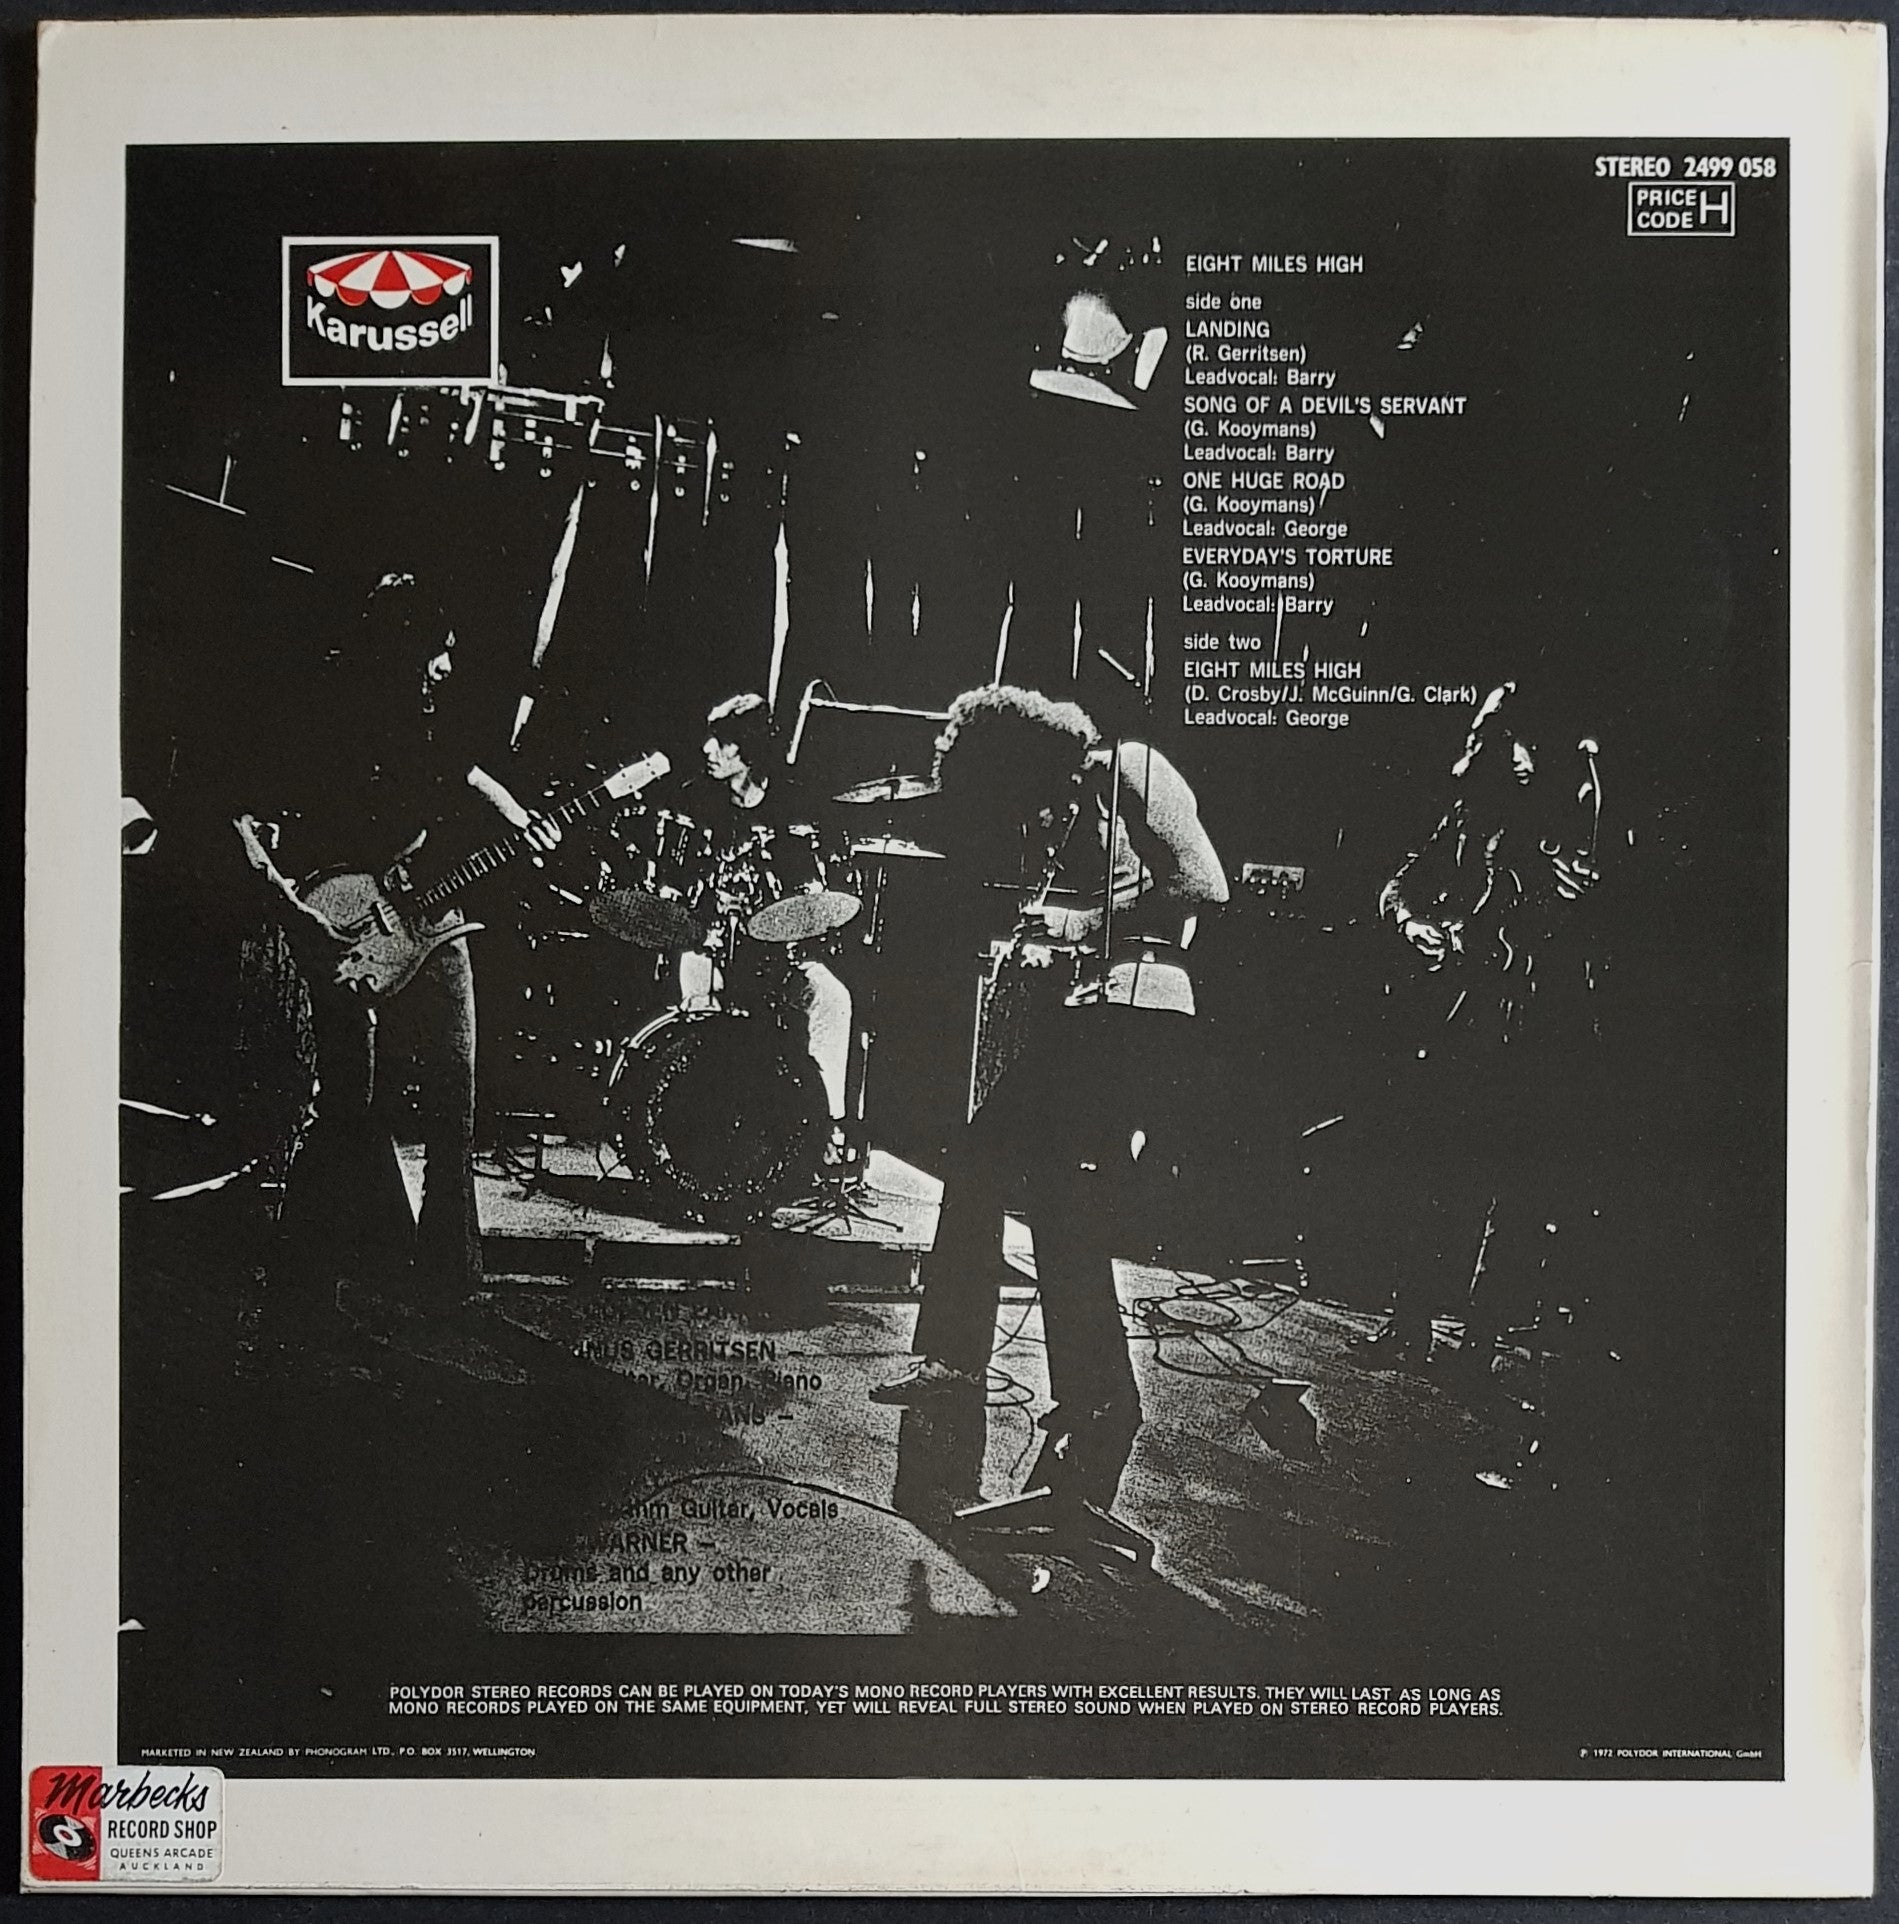 STEREO 2499 058
PRICE
CODE H
Karussell
EIGHT MILES HIGH
side one
LANDING
(R. Gerritsen)
Leadvocal: Barry
SONG OF A DEVIL'S SERVANT
(G. Kooymans)
Leadvocal: Barry
ONE HUGE ROAD
(G. Kooymans)
Leadvocal: George
EVERYDAY'S TORTURE
(G. Kooymans)
Leadvocal: Barry
side two
EIGHT MILES HIGH
(D. Crosby/J. McGuinn/G. Clark)
Leadvocal: George
GERRITSEN –
Organ, Piano
Guitar, Vocals
WARNER –
Drums and any other
percussion
POLYDOR STEREO RECORDS CAN BE PLAYED ON TODAY'S MONO RECORD PLAYERS WITH EXCELLENT RESULTS. THEY WILL LAST AS LONG AS
MONO RECORDS PLAYED ON THE SAME EQUIPMENT, YET WILL REVEAL FULL STEREO SOUND WHEN PLAYED ON STEREO RECORD PLAYERS.
MARKETED IN NEW ZEALAND BY PHONOGRAM LTD., P.O. BOX 3517, WELLINGTON
℗ 1972 POLYDOR INTERNATIONAL GmbH
Marbecks
RECORD SHOP
QUEENS ARCADE
AUCKLAND